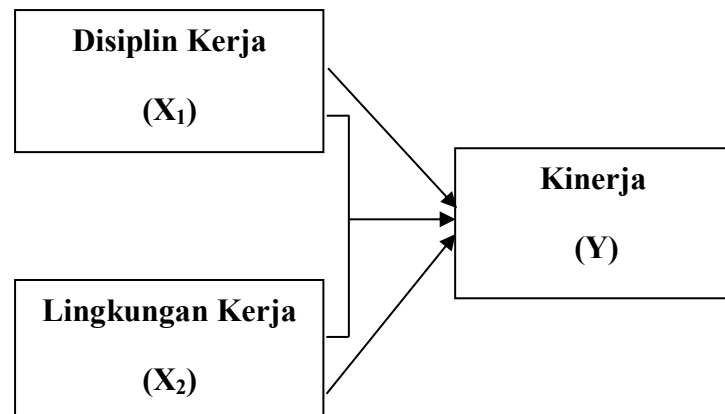 Disiplin Kerja
(X₁)
Kinerja
(Y)
Lingkungan Kerja
(X₂)